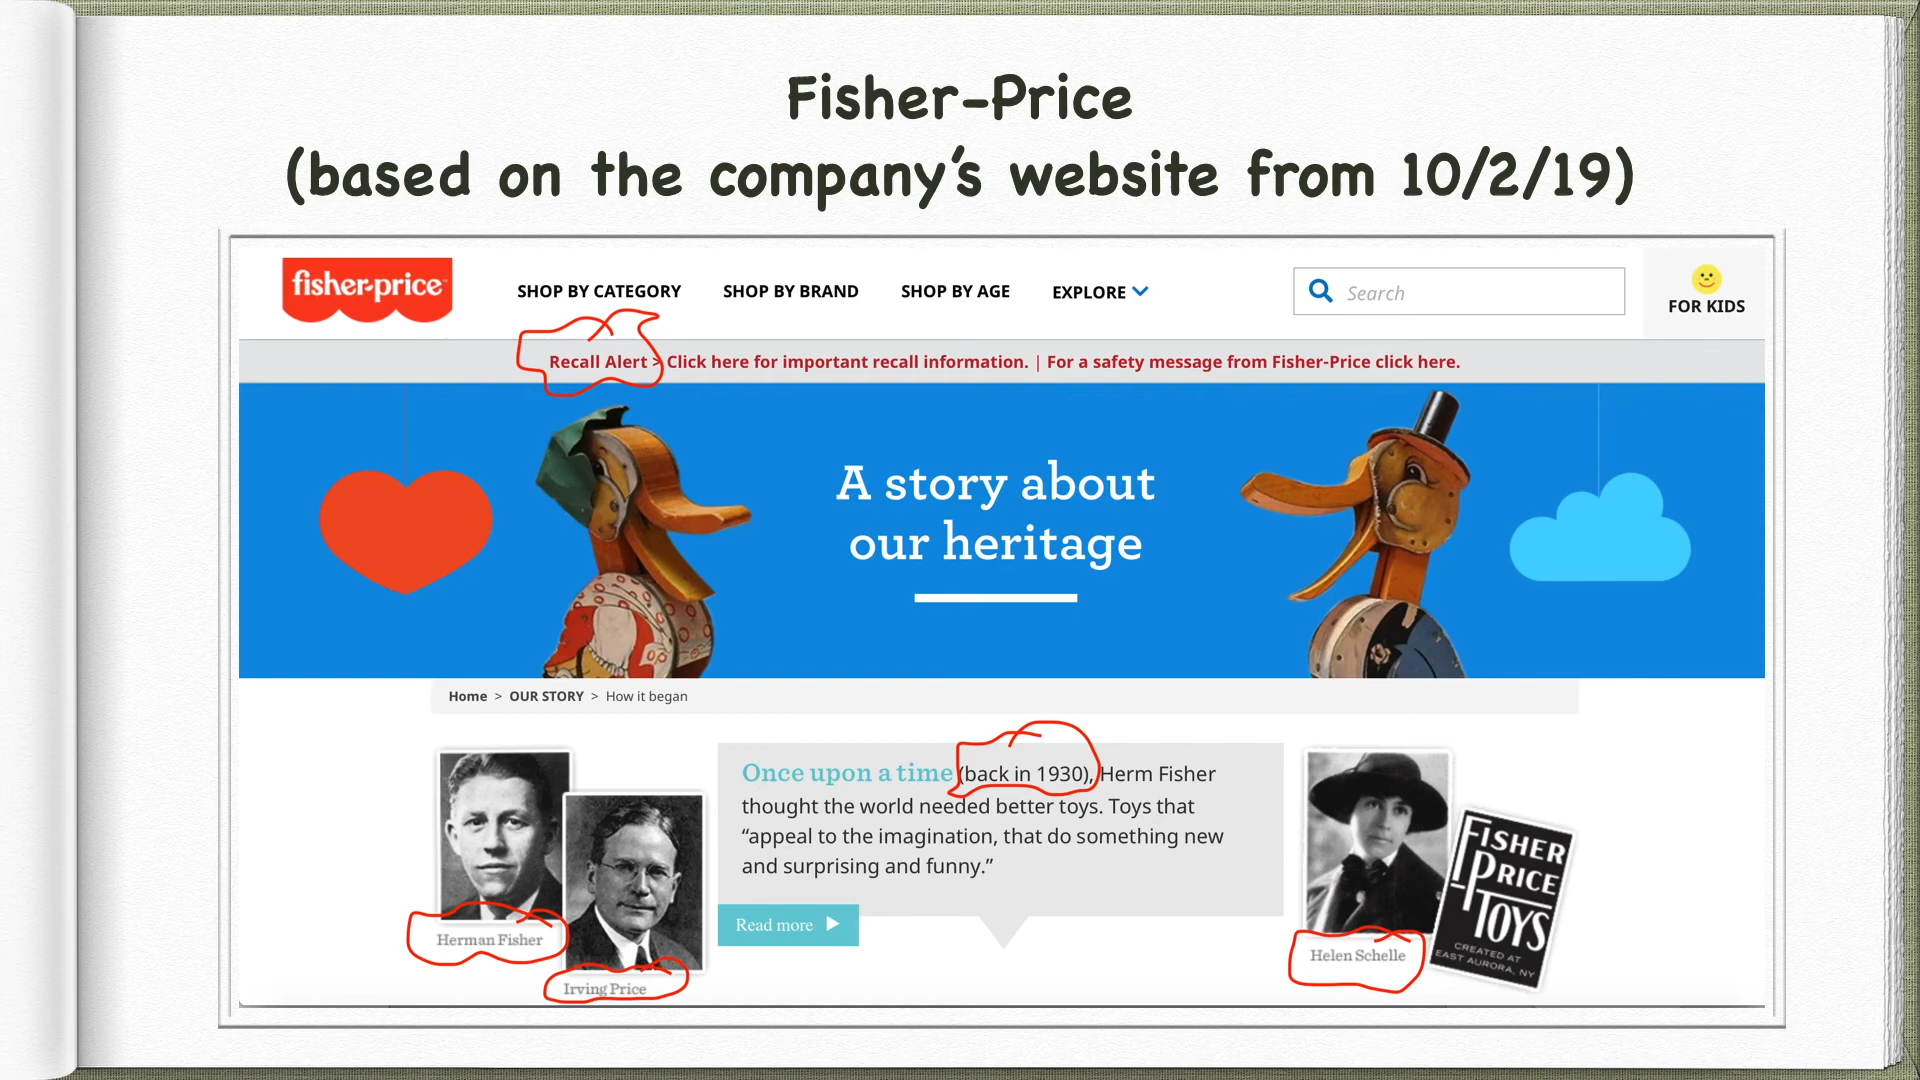 Fisher-Price
(based on the company's website from 10/2/19)
fisher-price
SHOP BY CATEGORY
SHOP BY BRAND
SHOP BY AGE
EXPLORE
Search
FOR KIDS
Recall Alert > Click here for important recall information. | For a safety message from Fisher-Price click here.
A story about
our heritage
Home > OUR STORY > How it began
Once upon a time (back in 1930), Herm Fisher
thought the world needed better toys. Toys that
“appeal to the imagination, that do something new
and surprising and funny.”
Read more
Herman Fisher
Irving Price
Helen Schelle
FISHER
PRICE
TOYS
CREATED AT
EAST AURORA, NY